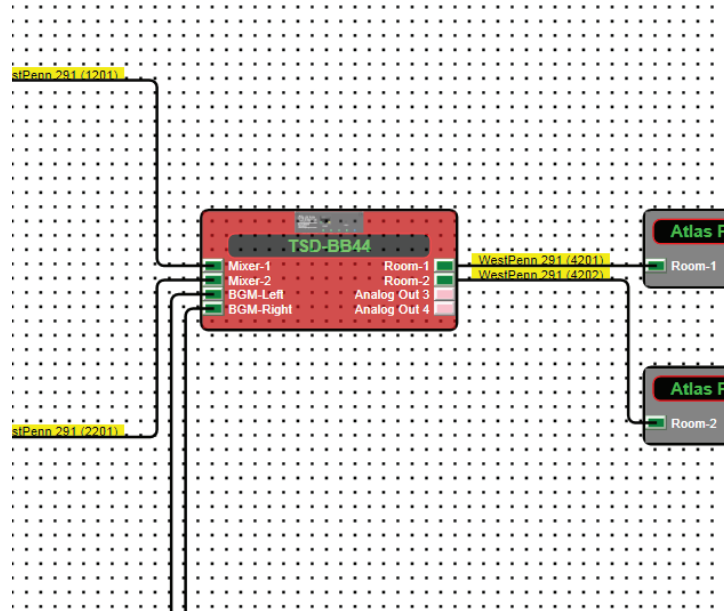 stPenn 291 (1201)
TSD-BB44
Mixer-1
Mixer-2
BGM-Left
BGM-Right
Room-1
Room-2
Analog Out 3
Analog Out 4
WestPenn 291 (4201)
WestPenn 291 (4202)
Atlas
Room-1
Atlas
Room-2
stPenn 291 (2201)